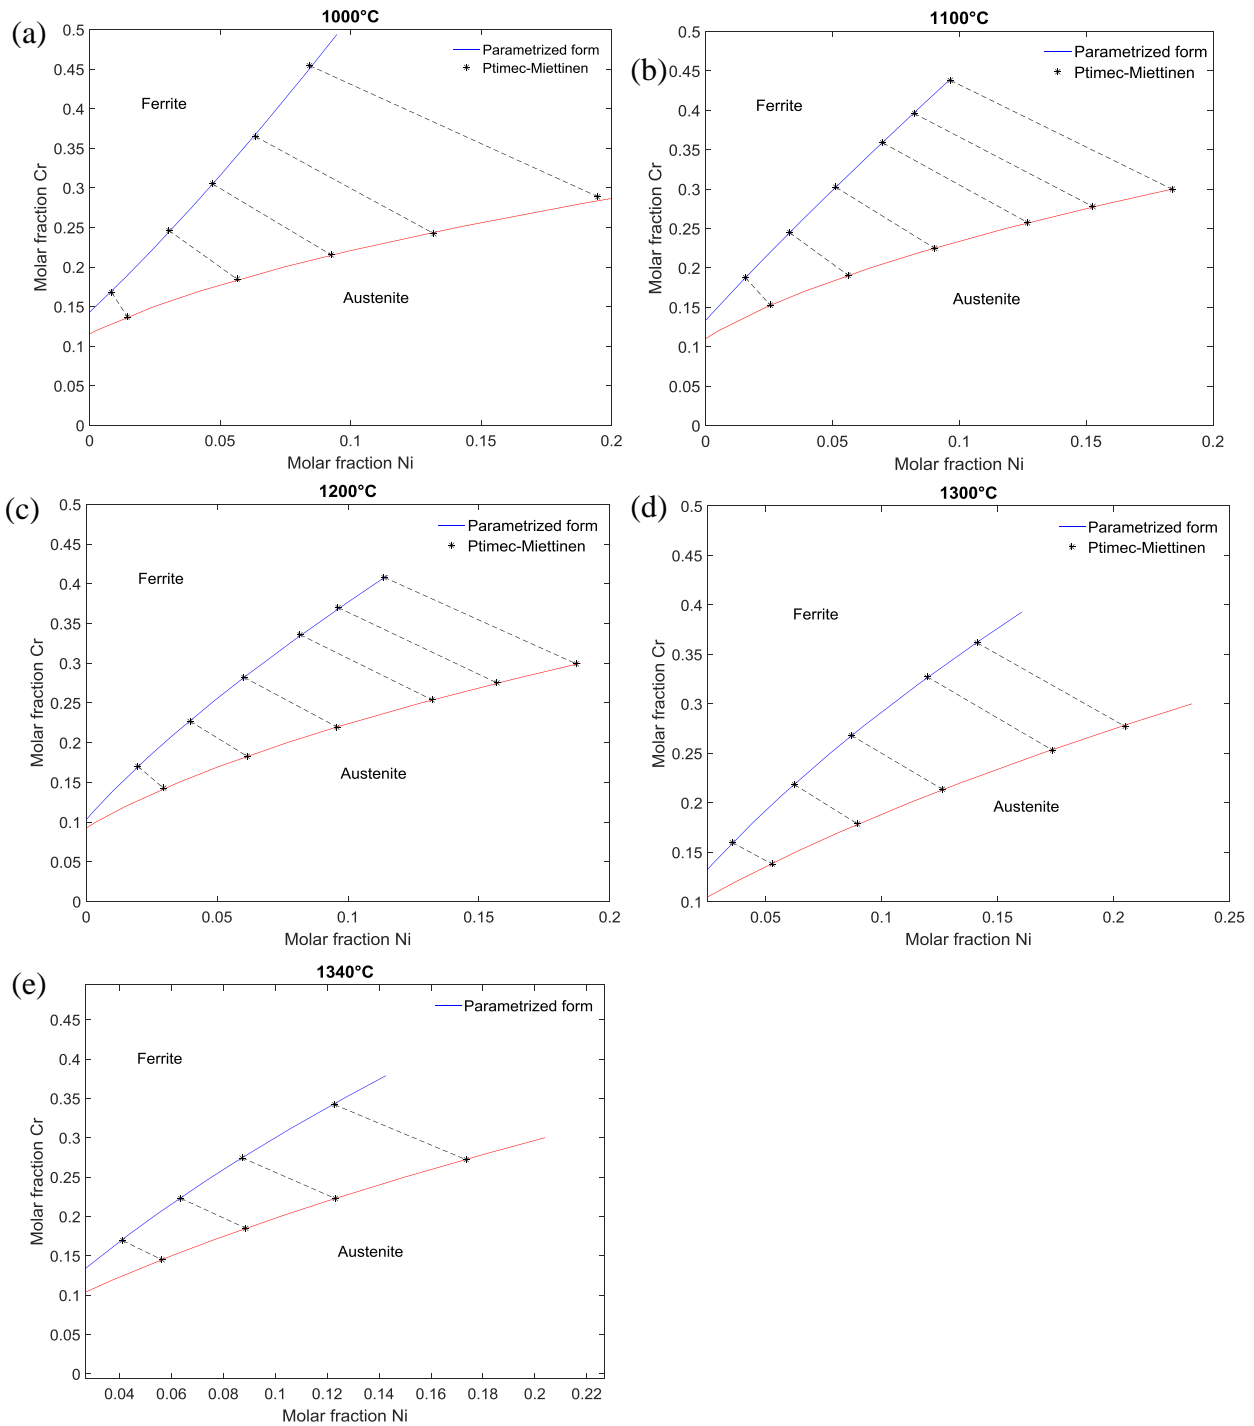 (a)
1000°C
0.5
0.45
0.4
0.35
0.3
0.25
0.2
0.15
0.1
0.05
0
Molar fraction Cr
Parametrized form
Ptimec-Miettinen
Ferrite
Austenite
0 0.05 0.1 0.15 0.2
Molar fraction Ni
(b)
1100°C
0.5
0.45
0.4
0.35
0.3
0.25
0.2
0.15
0.1
0.05
0
Molar fraction Cr
Parametrized form
Ptimec-Miettinen
Ferrite
Austenite
0 0.05 0.1 0.15 0.2
Molar fraction Ni
(c)
1200°C
0.5
0.45
0.4
0.35
0.3
0.25
0.2
0.15
0.1
0.05
0
Molar fraction Cr
Parametrized form
Ptimec-Miettinen
Ferrite
Austenite
0 0.05 0.1 0.15 0.2
Molar fraction Ni
(d)
1300°C
0.5
0.45
0.4
0.35
0.3
0.25
0.2
0.15
0.1
Molar fraction Cr
Parametrized form
Ptimec-Miettinen
Ferrite
Austenite
0.05 0.1 0.15 0.2 0.25
Molar fraction Ni
(e)
1340°C
0.45
0.4
0.35
0.3
0.25
0.2
0.15
0.1
0.05
0
Molar fraction Cr
Parametrized form
Ferrite
Austenite
0.04 0.06 0.08 0.1 0.12 0.14 0.16 0.18 0.2 0.22
Molar fraction Ni